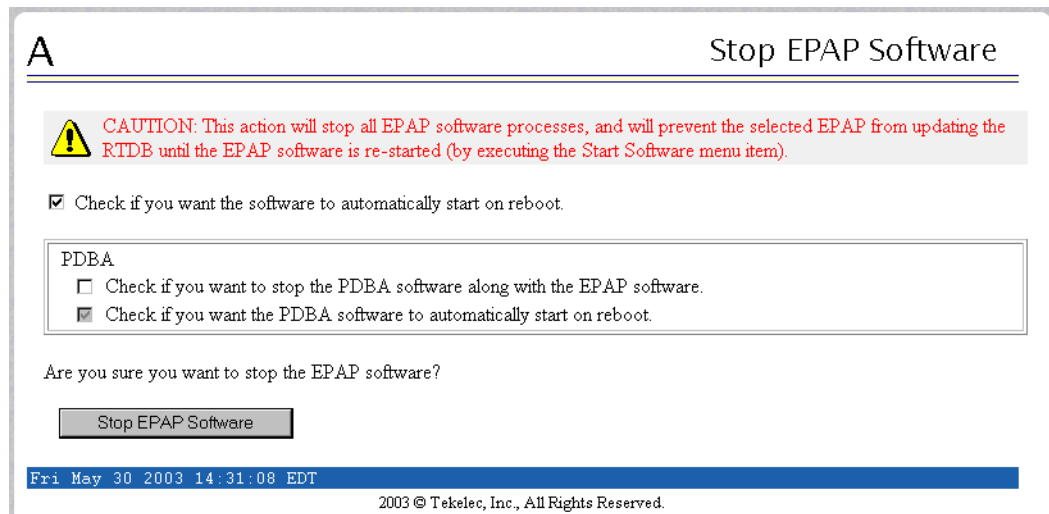 A
Stop EPAP Software
CAUTION: This action will stop all EPAP software processes, and will prevent the selected EPAP from updating the
RTDB until the EPAP software is re-started (by executing the Start Software menu item).
Check if you want the software to automatically start on reboot.
PDBA
Check if you want to stop the PDBA software along with the EPAP software.
Check if you want the PDBA software to automatically start on reboot.
Are you sure you want to stop the EPAP software?
Stop EPAP Software
Fri May 30 2003 14:31:08 EDT
2003 © Tekelec, Inc., All Rights Reserved.